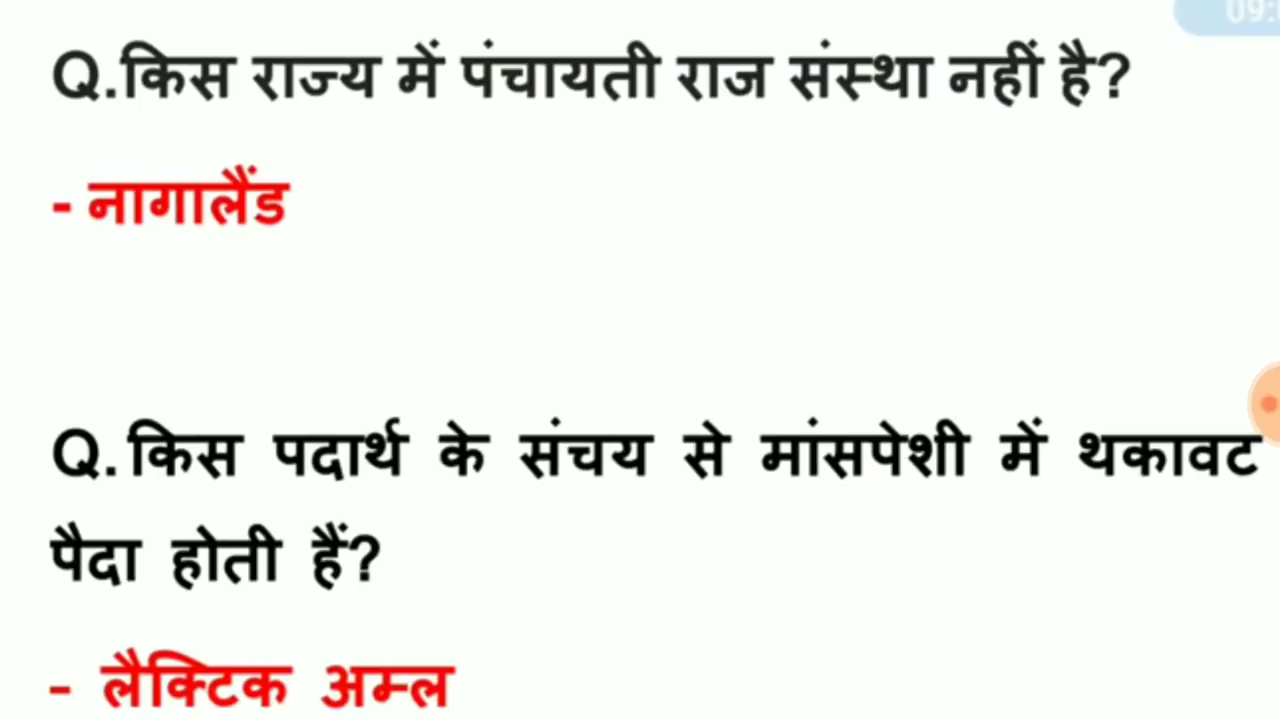 Q.किस राज्य में पंचायती राज संस्था नहीं है?
- नागालैंड
Q.किस पदार्थ के संचय से मांसपेशी में थकावट
पैदा होती हैं?
- लैक्टिक अम्ल